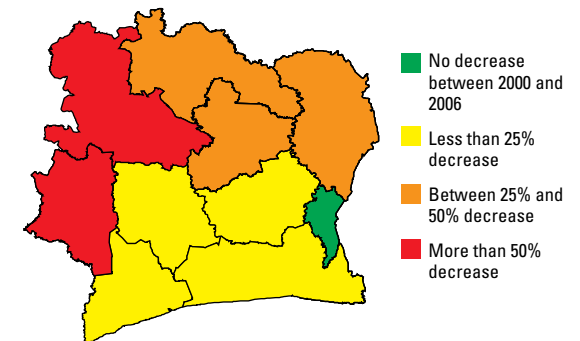 No decrease
between 2000 and
2006
Less than 25%
decrease
Between 25% and
50% decrease
More than 50%
decrease